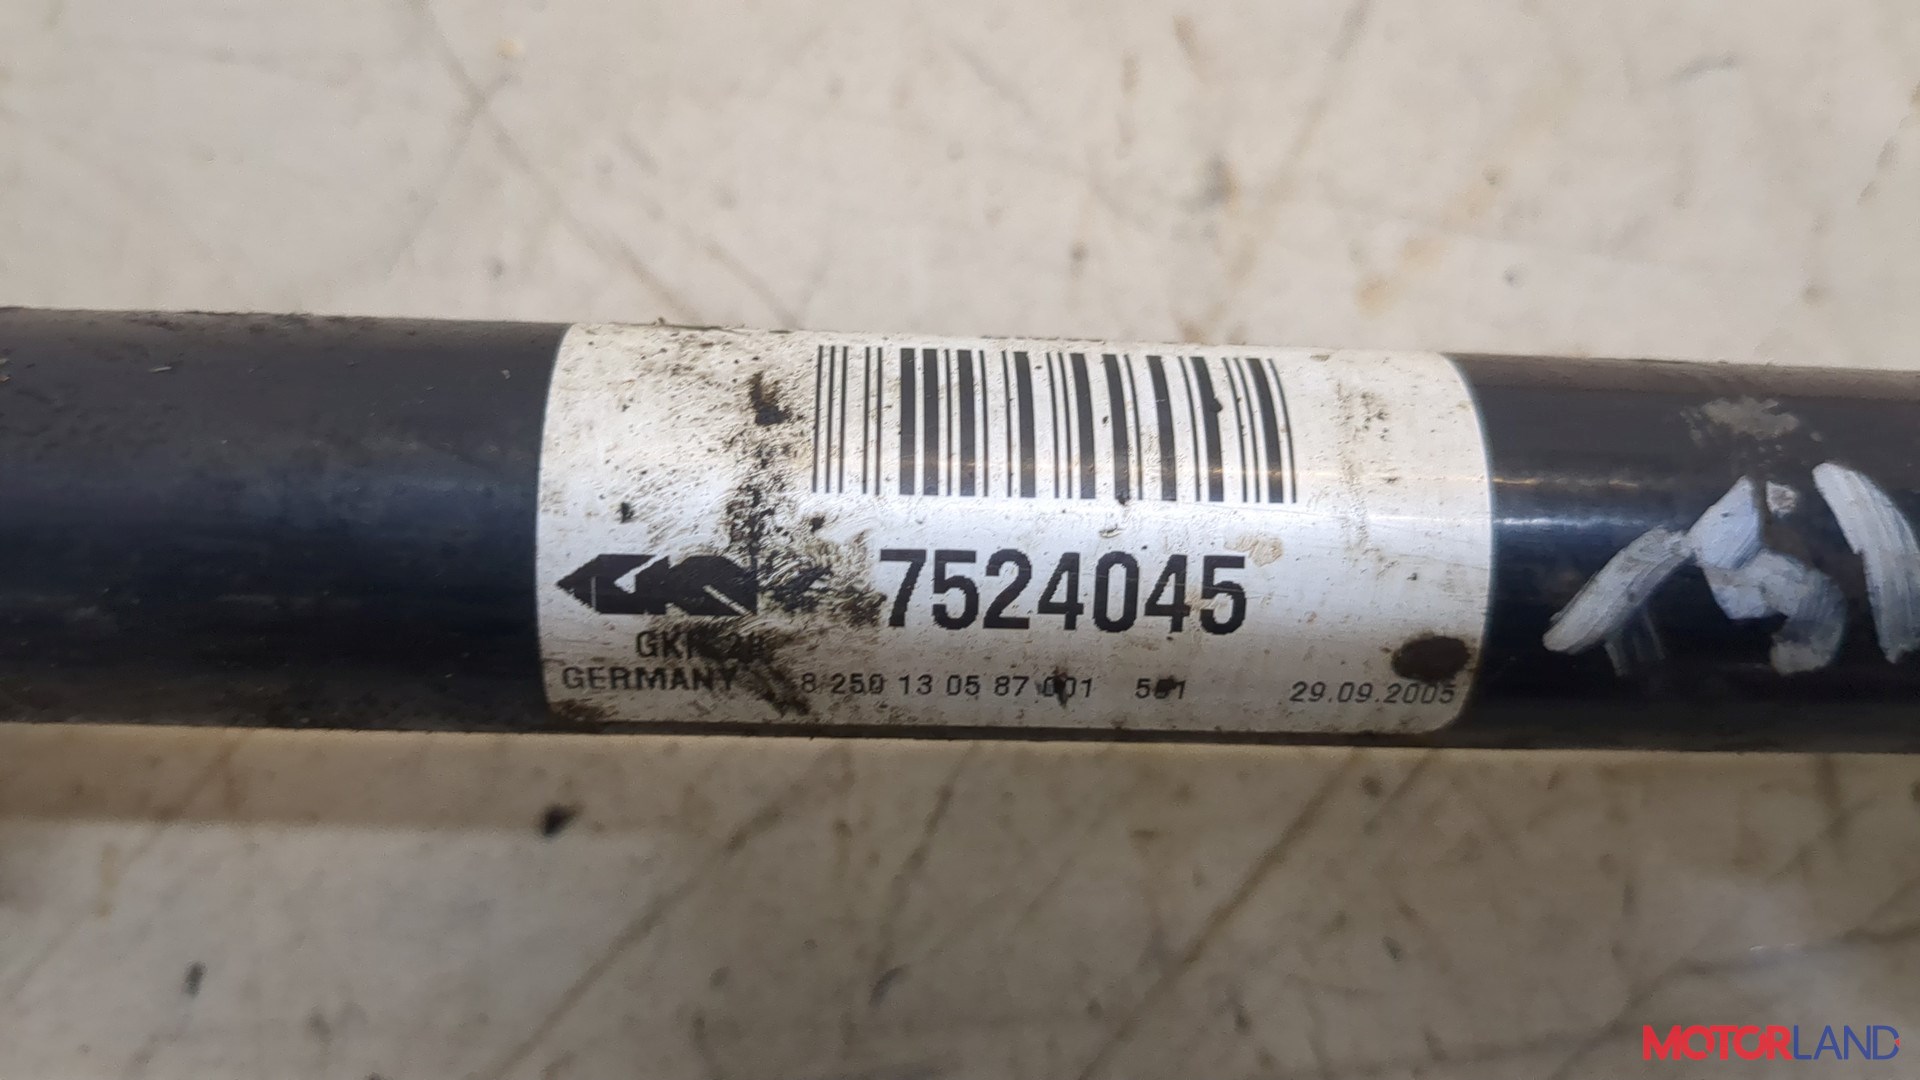 7524045
GERMANY 8 250 13 05 87 001
29.09.2005
MOTORLAND